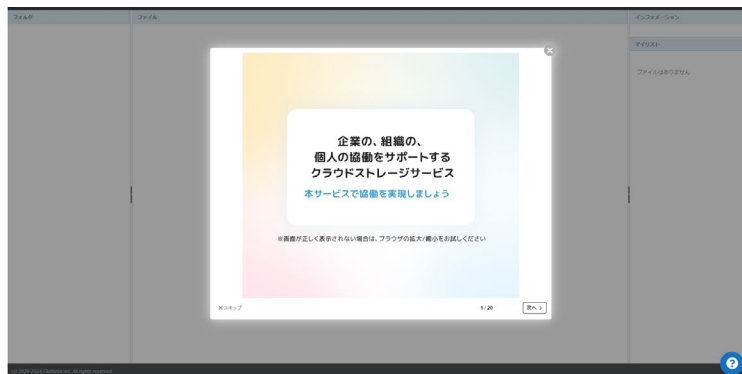 フォルダ
ファイル
インフォメーション
マイリスト
ファイルはありません
企業の、組織の、
個人の協働をサポートする
クラウドストレージサービス
本サービスで協働を実現しましょう
※画面が正しく表示されない場合は、ブラウザの拡大/縮小をお試しください
スキップ
1 / 20
次へ >
?